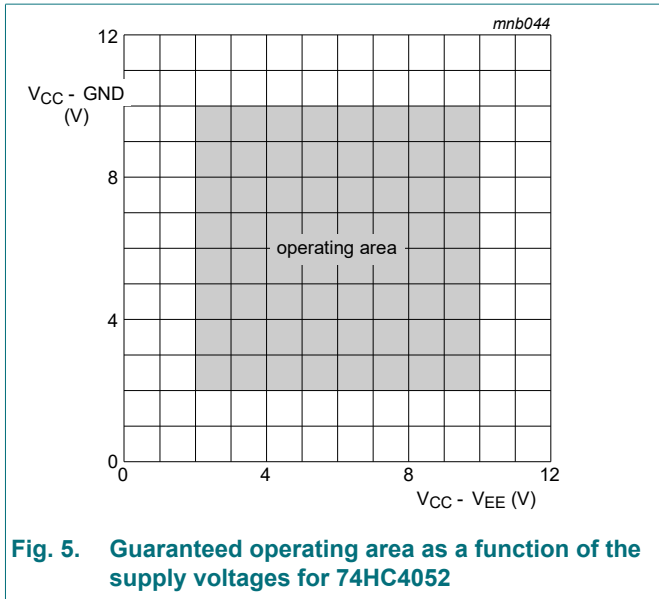 mnb044
12
VCC - GND
(V)
8
operating area
4
0
0
4
8
12
VCC - VEE (V)
Fig. 5. Guaranteed operating area as a function of the
supply voltages for 74HC4052